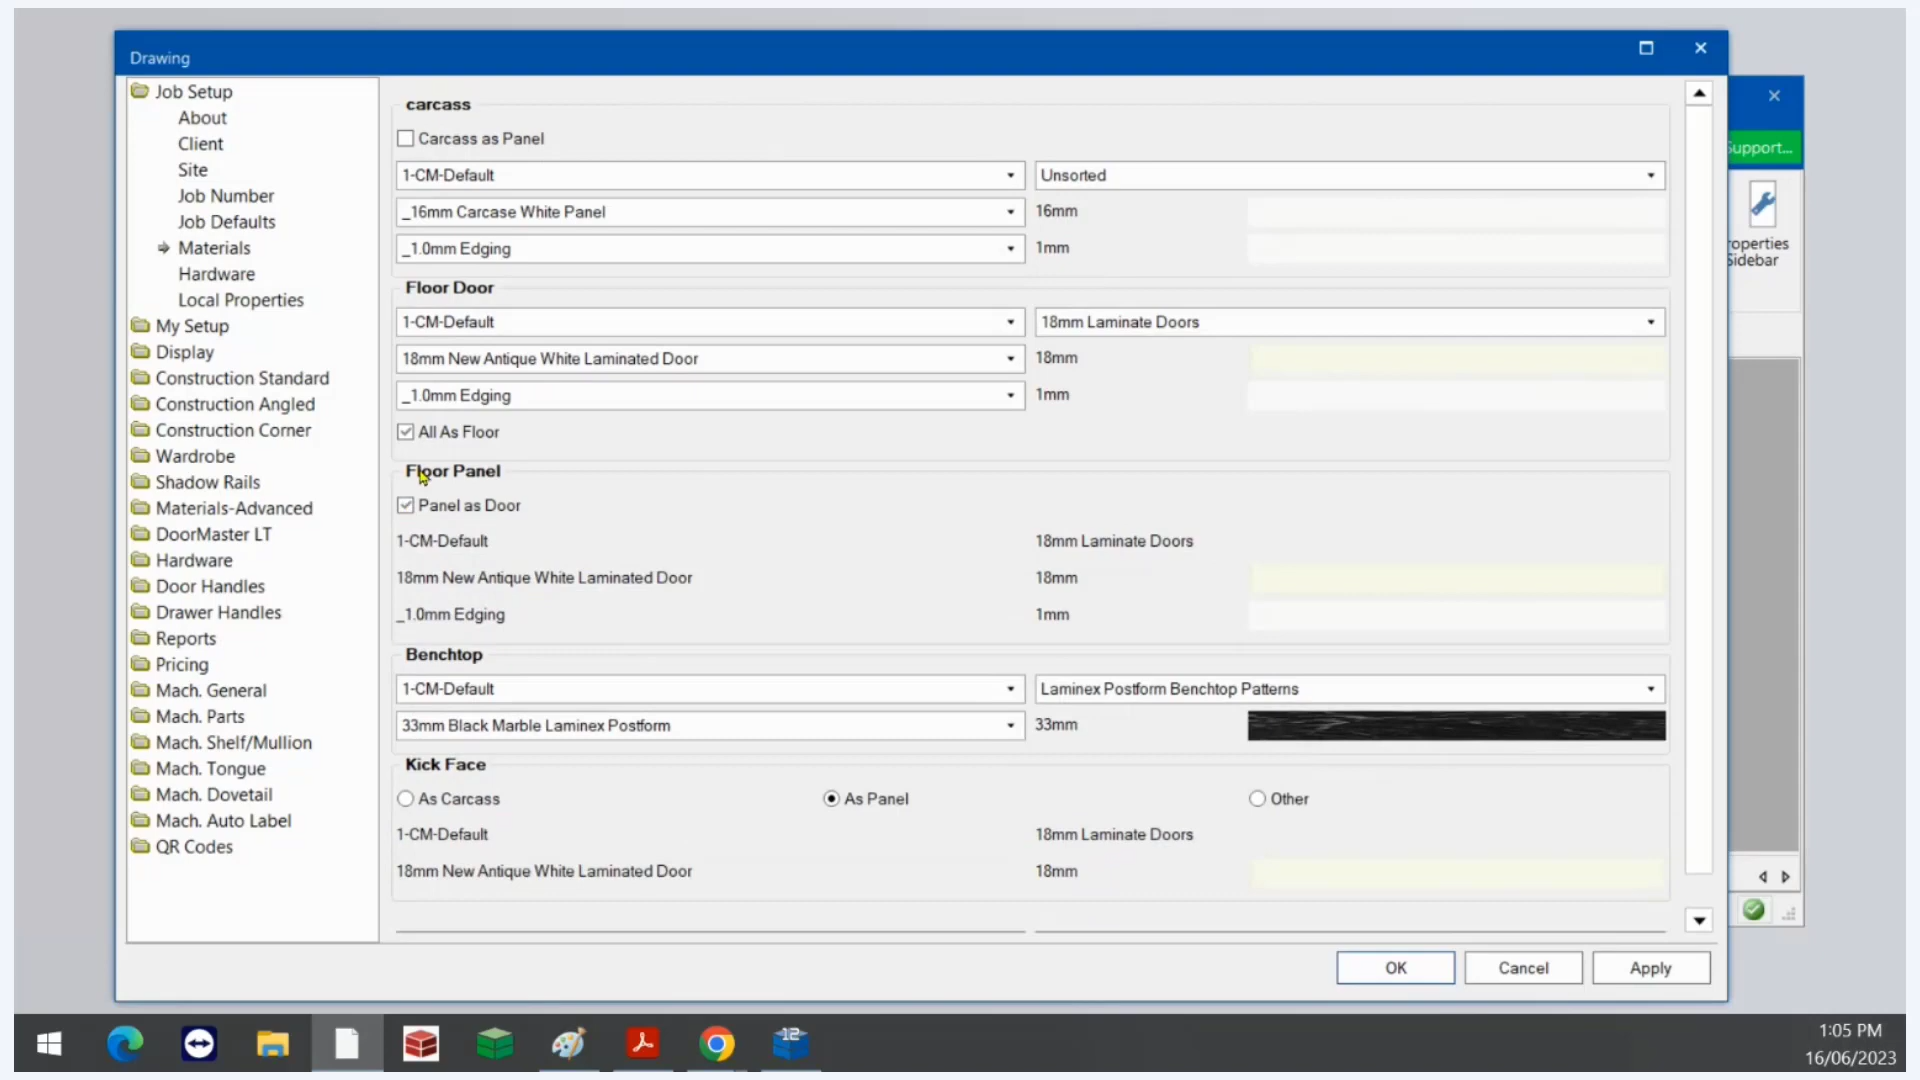 Drawing
Support...
operties
Sidebar
Job Setup
About
Client
Site
Job Number
Job Defaults
Materials
Hardware
Local Properties
My Setup
Display
Construction Standard
Construction Angled
Construction Corner
Wardrobe
Shadow Rails
Materials-Advanced
DoorMaster LT
Hardware
Door Handles
Drawer Handles
Reports
Pricing
Mach. General
Mach. Parts
Mach. Shelf/Mullion
Mach. Tongue
Mach. Dovetail
Mach. Auto Label
QR Codes
carcass
Carcass as Panel
1-CM-Default Unsorted
_16mm Carcase White Panel 16mm
_1.0mm Edging 1mm
Floor Door
1-CM-Default 18mm Laminate Doors
18mm New Antique White Laminated Door 18mm
_1.0mm Edging 1mm
All As Floor
Floor Panel
Panel as Door
1-CM-Default 18mm Laminate Doors
18mm New Antique White Laminated Door 18mm
_1.0mm Edging 1mm
Benchtop
1-CM-Default Laminex Postform Benchtop Patterns
33mm Black Marble Laminex Postform 33mm
Kick Face
As Carcass As Panel Other
1-CM-Default 18mm Laminate Doors
18mm New Antique White Laminated Door 18mm
OK Cancel Apply
12
1:05 PM
16/06/2023